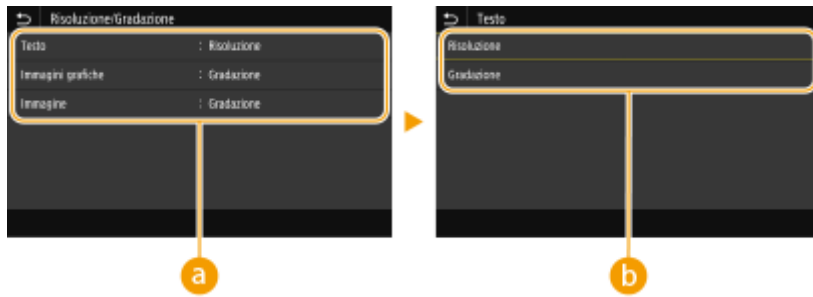 Risoluzione/Gradazione
Testo : Risoluzione
Immagini grafiche : Gradazione
Immagine : Gradazione
a
Testo
Risoluzione
Gradazione
b